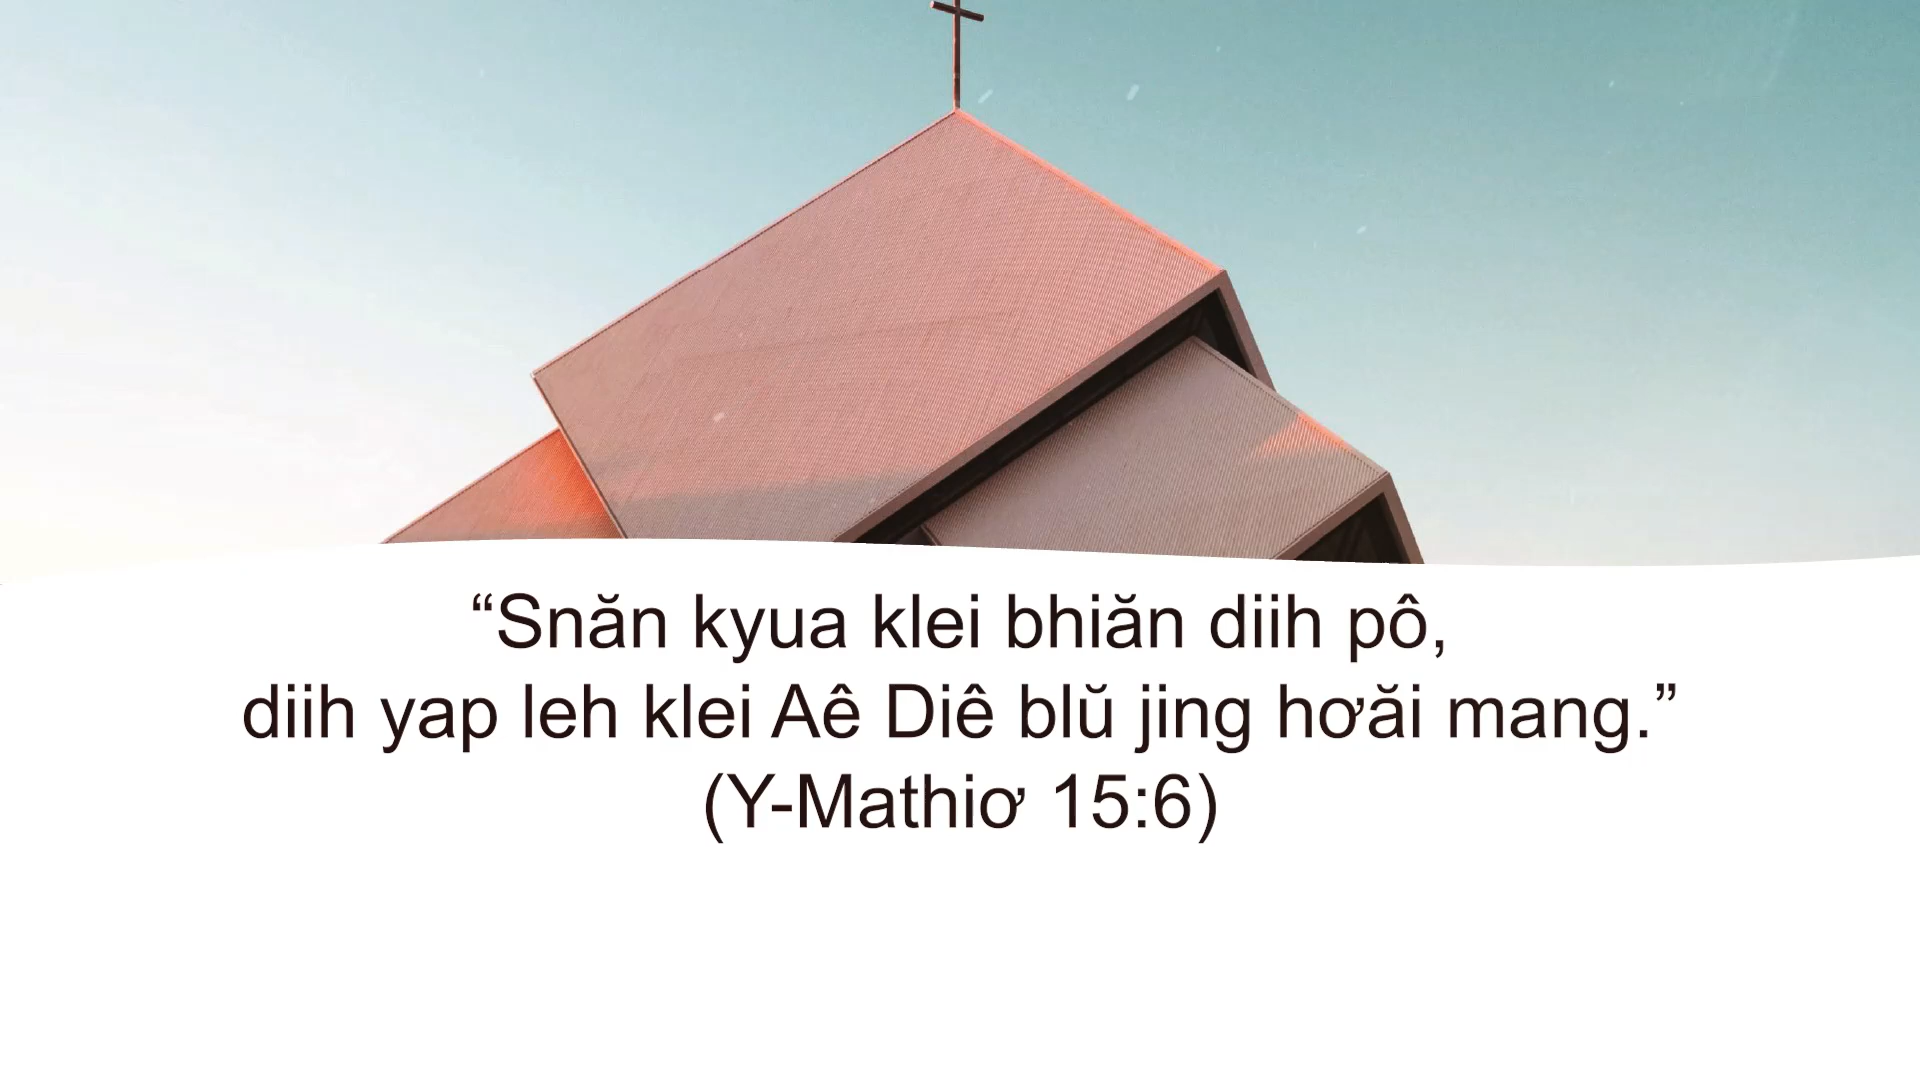 “Snăn kyua klei bhiăn diih pô,
diih yap leh klei Aê Diê blŭ jing hơăi mang.”
(Y-Mathiơ 15:6)